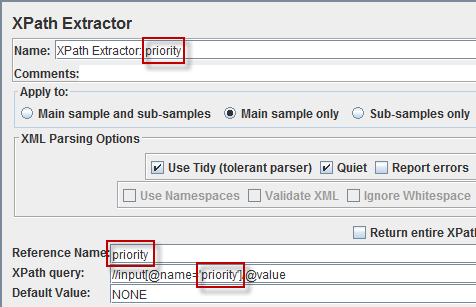 XPath Extractor
Name: XPath Extractor: priority
Comments:
Apply to:
Main sample and sub-samples Main sample only Sub-samples only
XML Parsing Options
Use Tidy (tolerant parser) Quiet Report errors
Use Namespaces Validate XML Ignore Whitespace
Return entire XPat
Reference Name: priority
XPath query: //input[@name='priority']/@value
Default Value: NONE